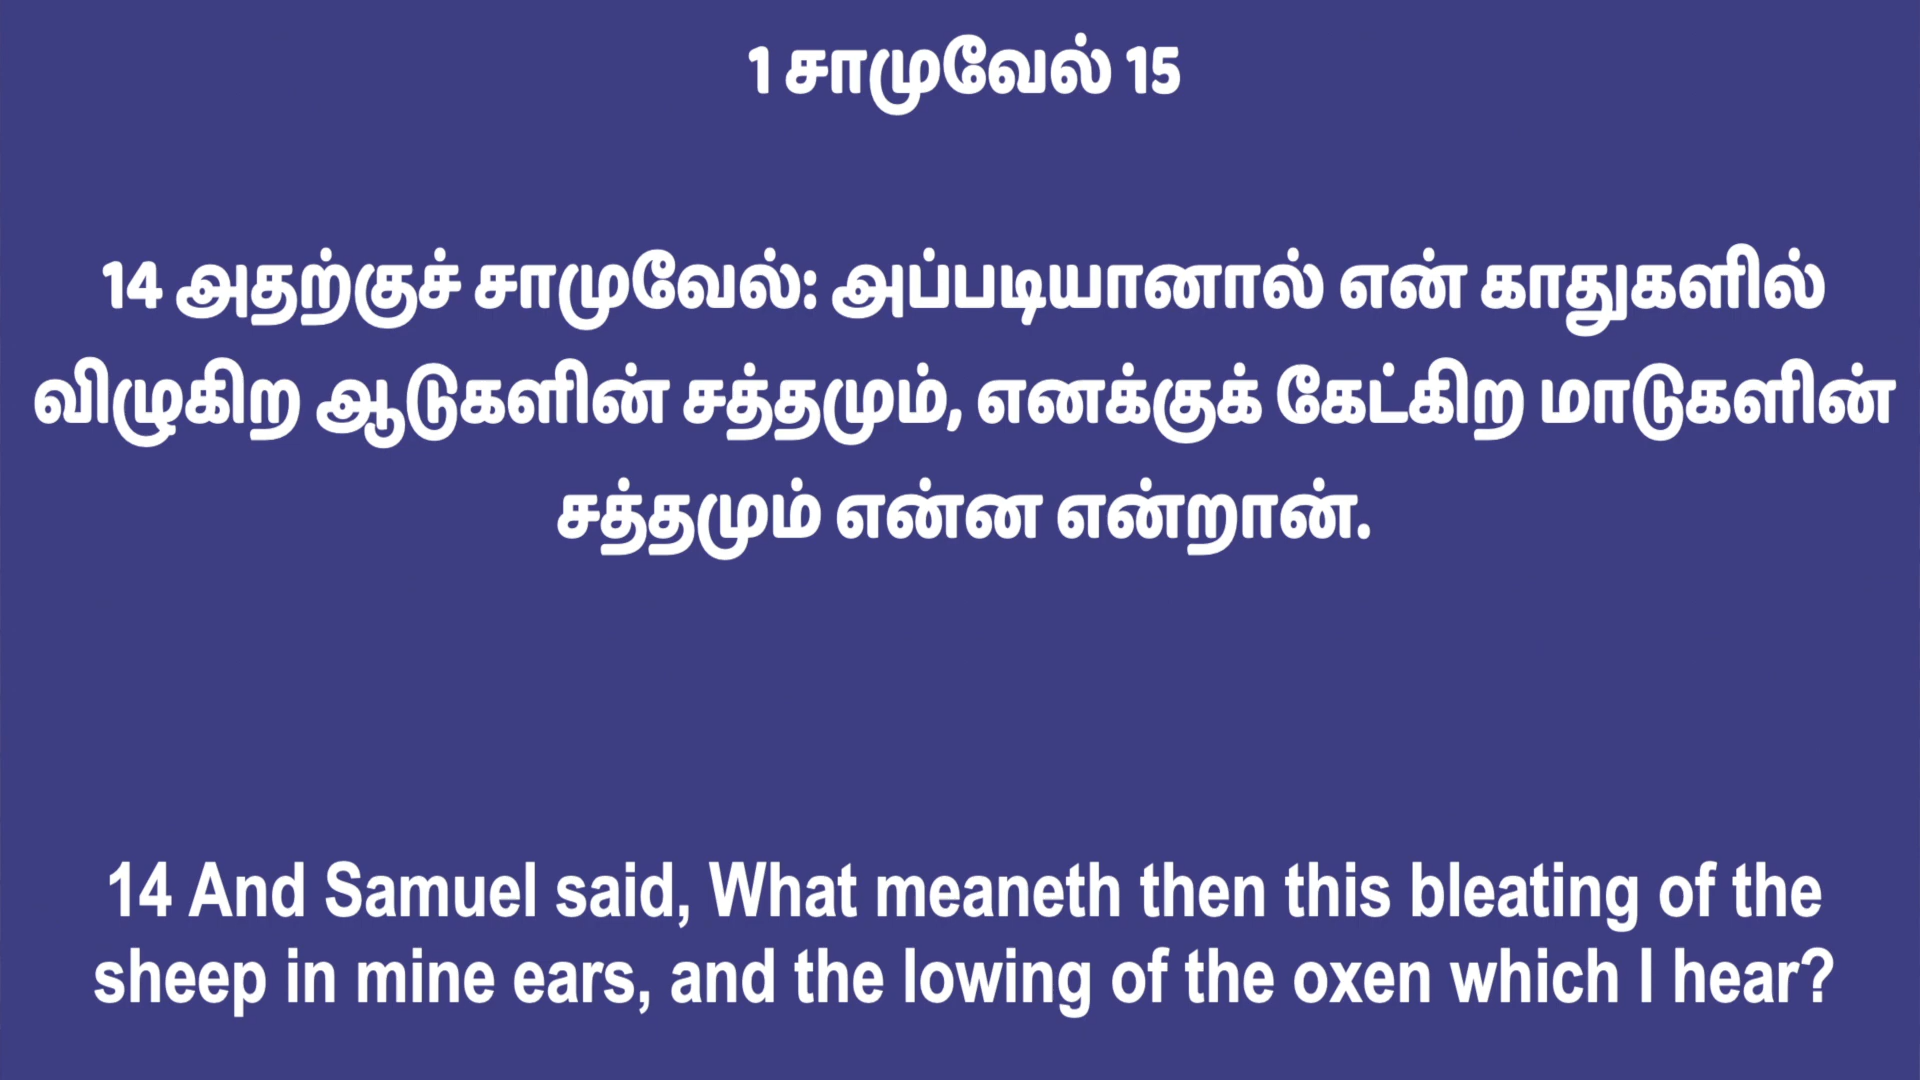 1 சாமுவேல் 15
14 அதற்குச் சாமுவேல்: அப்படியானால் என் காதுகளில்
விழுகிற ஆடுகளின் சத்தமும், எனக்குக் கேட்கிற மாடுகளின்
சத்தமும் என்ன என்றான்.
14 And Samuel said, What meaneth then this bleating of the
sheep in mine ears, and the lowing of the oxen which I hear?